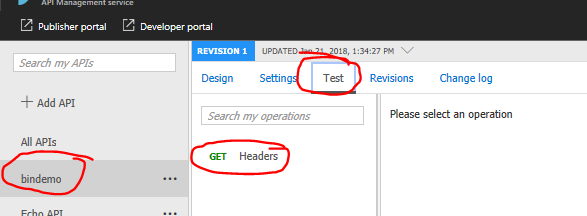 API Management service
Publisher portal
Developer portal
Search my APIs
Add API
All APIs
bindemo
Echo API
REVISION 1
UPDATED Jan 21, 2018, 1:34:27 PM
Design
Settings
Test
Revisions
Change log
Search my operations
GET Headers
Please select an operation